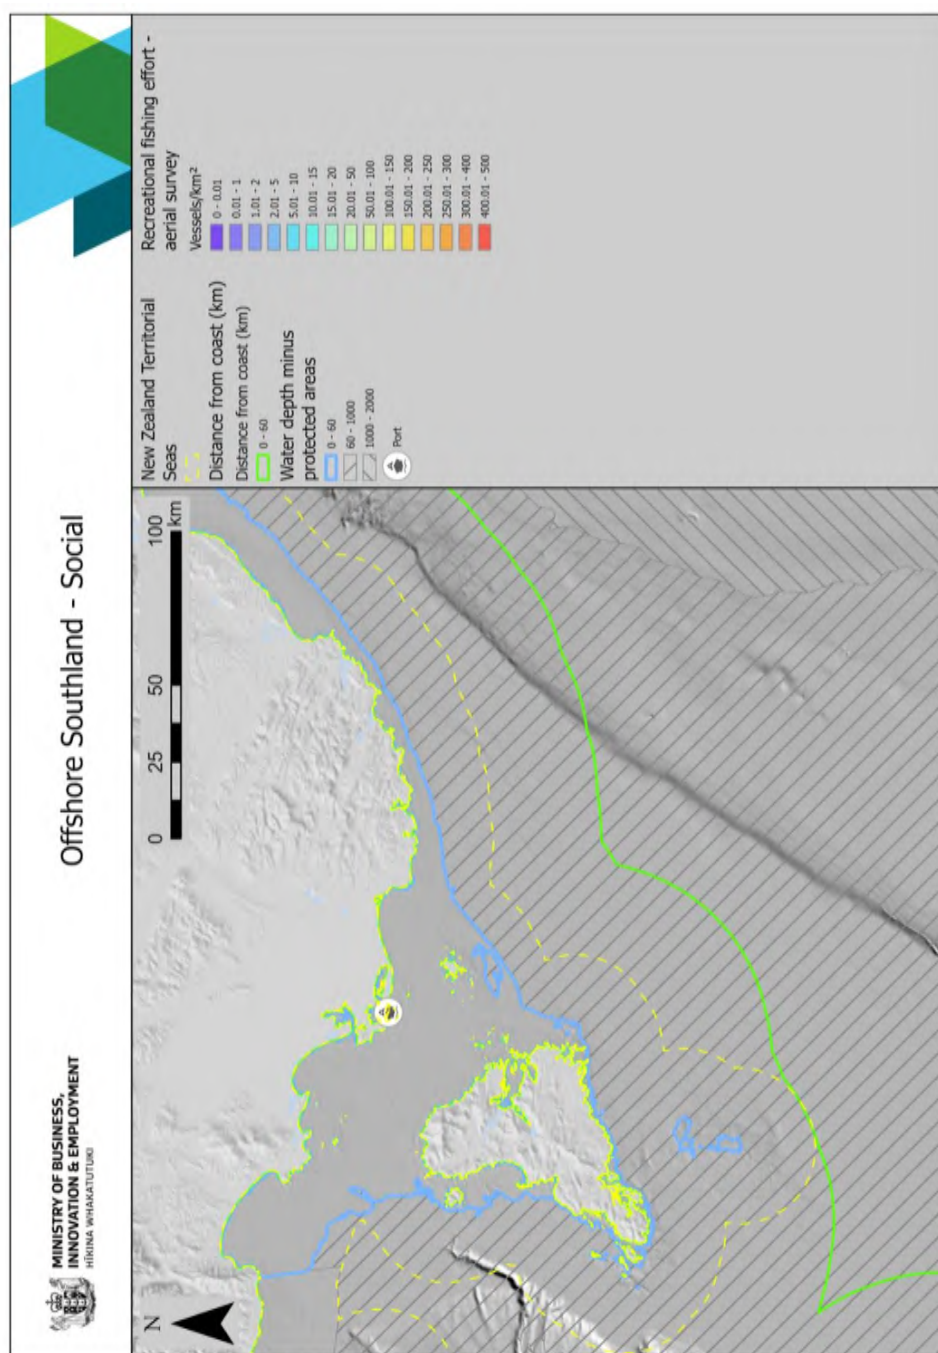 MINISTRY OF BUSINESS,
INNOVATION & EMPLOYMENT
HĪKINA WHAKATUTUKI
Offshore Southland - Social
N
0 25 50 100
km
New Zealand Territorial
Seas
Distance from coast (km)
Distance from coast (km)
0 - 60
Water depth minus
protected areas
0 - 60
60 - 1000
1000 - 2000
Port
Recreational fishing effort -
aerial survey
Vessels/km²
0 - 0.01
0.01 - 1
1.01 - 2
2.01 - 5
5.01 - 10
10.01 - 15
15.01 - 20
20.01 - 50
50.01 - 100
100.01 - 150
150.01 - 200
200.01 - 250
250.01 - 300
300.01 - 400
400.01 - 500